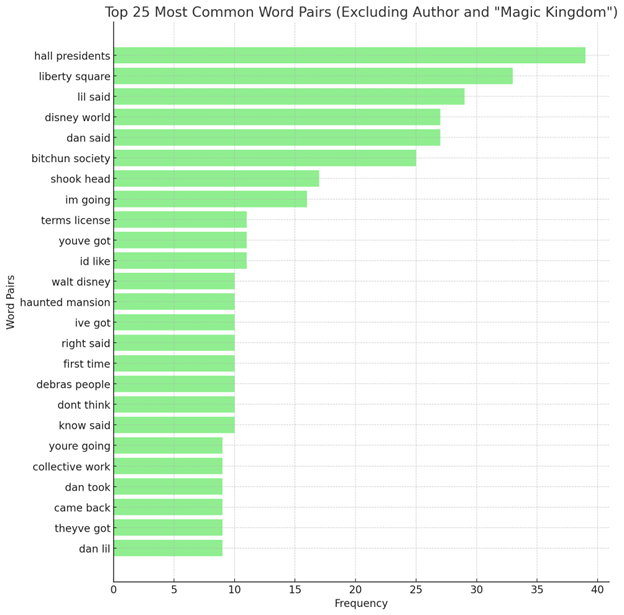 Top 25 Most Common Word Pairs (Excluding Author and "Magic Kingdom")
hall presidents
liberty square
lil said
disney world
dan said
bitchun society
shook head
im going
terms license
youve got
id like
walt disney
haunted mansion
ive got
right said
first time
debras people
dont think
know said
youre going
collective work
dan took
came back
theyve got
dan lil
Word Pairs
0 5 10 15 20 25 30 35 40
Frequency